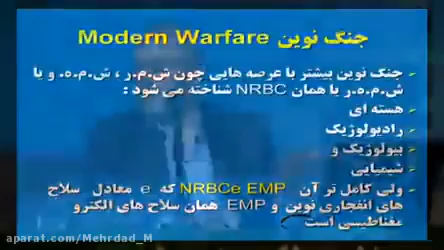 جنگ نوین Modern Warfare
جنگ نوین بیشتر با عرصه هایی چون ش.م.ر ، ش.م.ه. و یا
ش.م.ه.ر یا همان NRBC شناخته می شود :
هسته ای
رادیولوژیک
بیولوژیک و
شیمیایی
ولی کامل تر آن NRBCe EMP که e معادل سلاح
های انفجاری نوین و EMP همان سلاح های الکترو
مغناطیسی است
aparat.com/Mehrdad_M